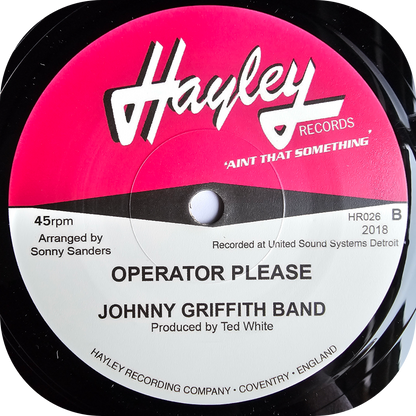 Hayley
RECORDS
'AINT THAT SOMETHING'
45rpm
HR026 B
2018
Arranged by
Sonny Sanders
Recorded at United Sound Systems Detroit
OPERATOR PLEASE
JOHNNY GRIFFITH BAND
Produced by Ted White
HAYLEY RECORDING COMPANY • COVENTRY • ENGLAND